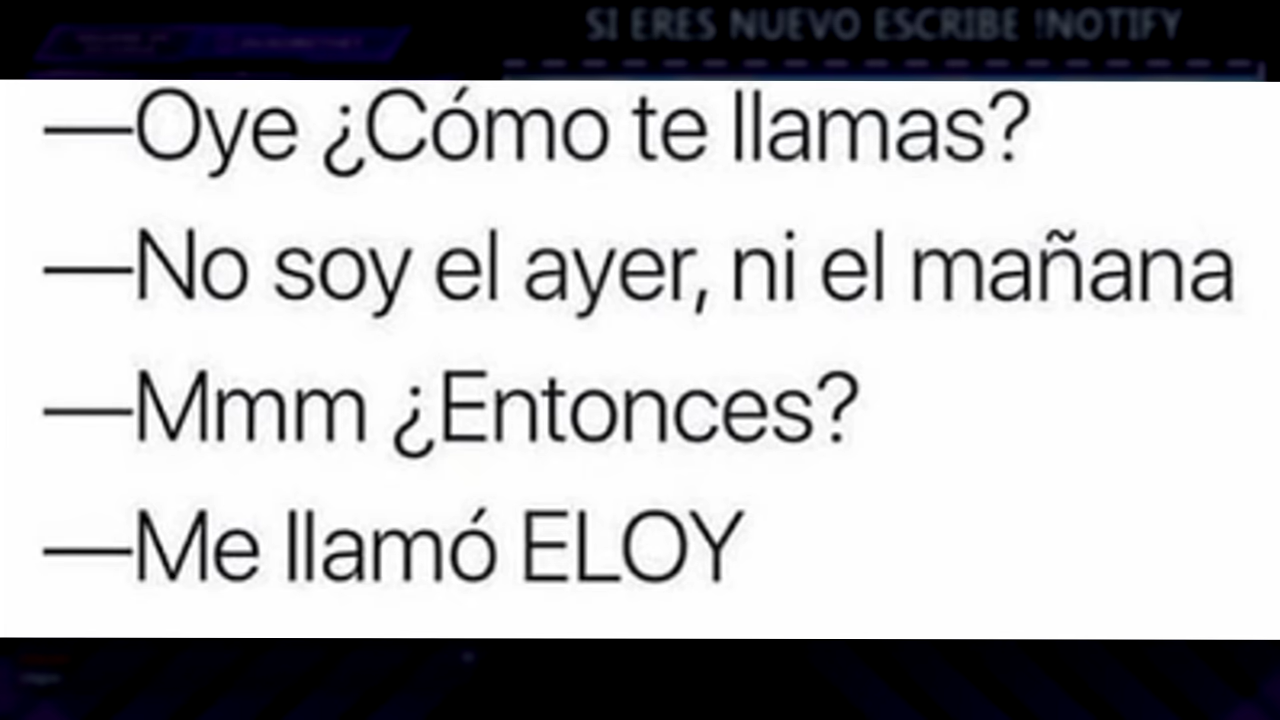 SI ERES NUEVO ESCRIBE !NOTIFY
—Oye ¿Cómo te llamas?
—No soy el ayer, ni el mañana
—Mmm ¿Entonces?
—Me llamó ELOY